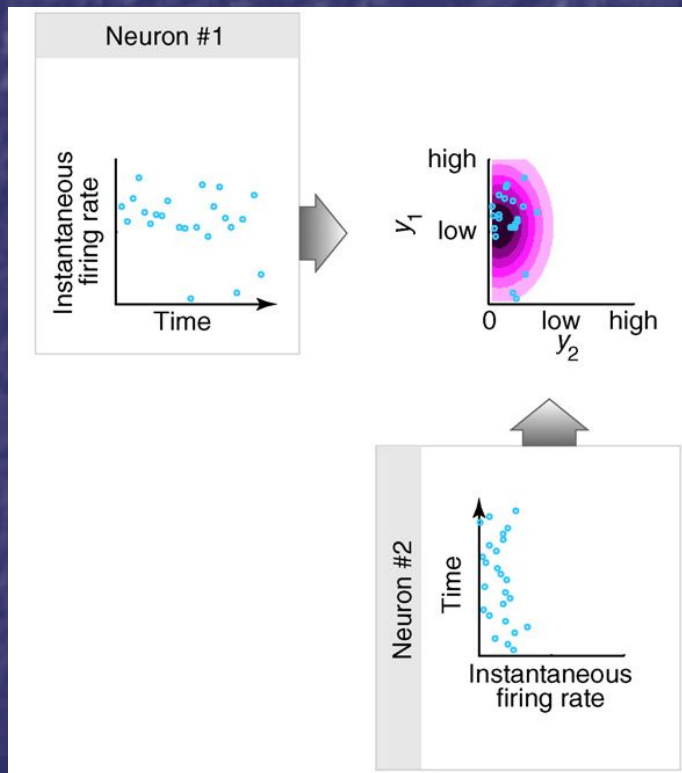 Neuron #1
Instantaneous
firing rate
Time
high
low
y1
0
low
high
y2
Neuron #2
Time
Instantaneous
firing rate